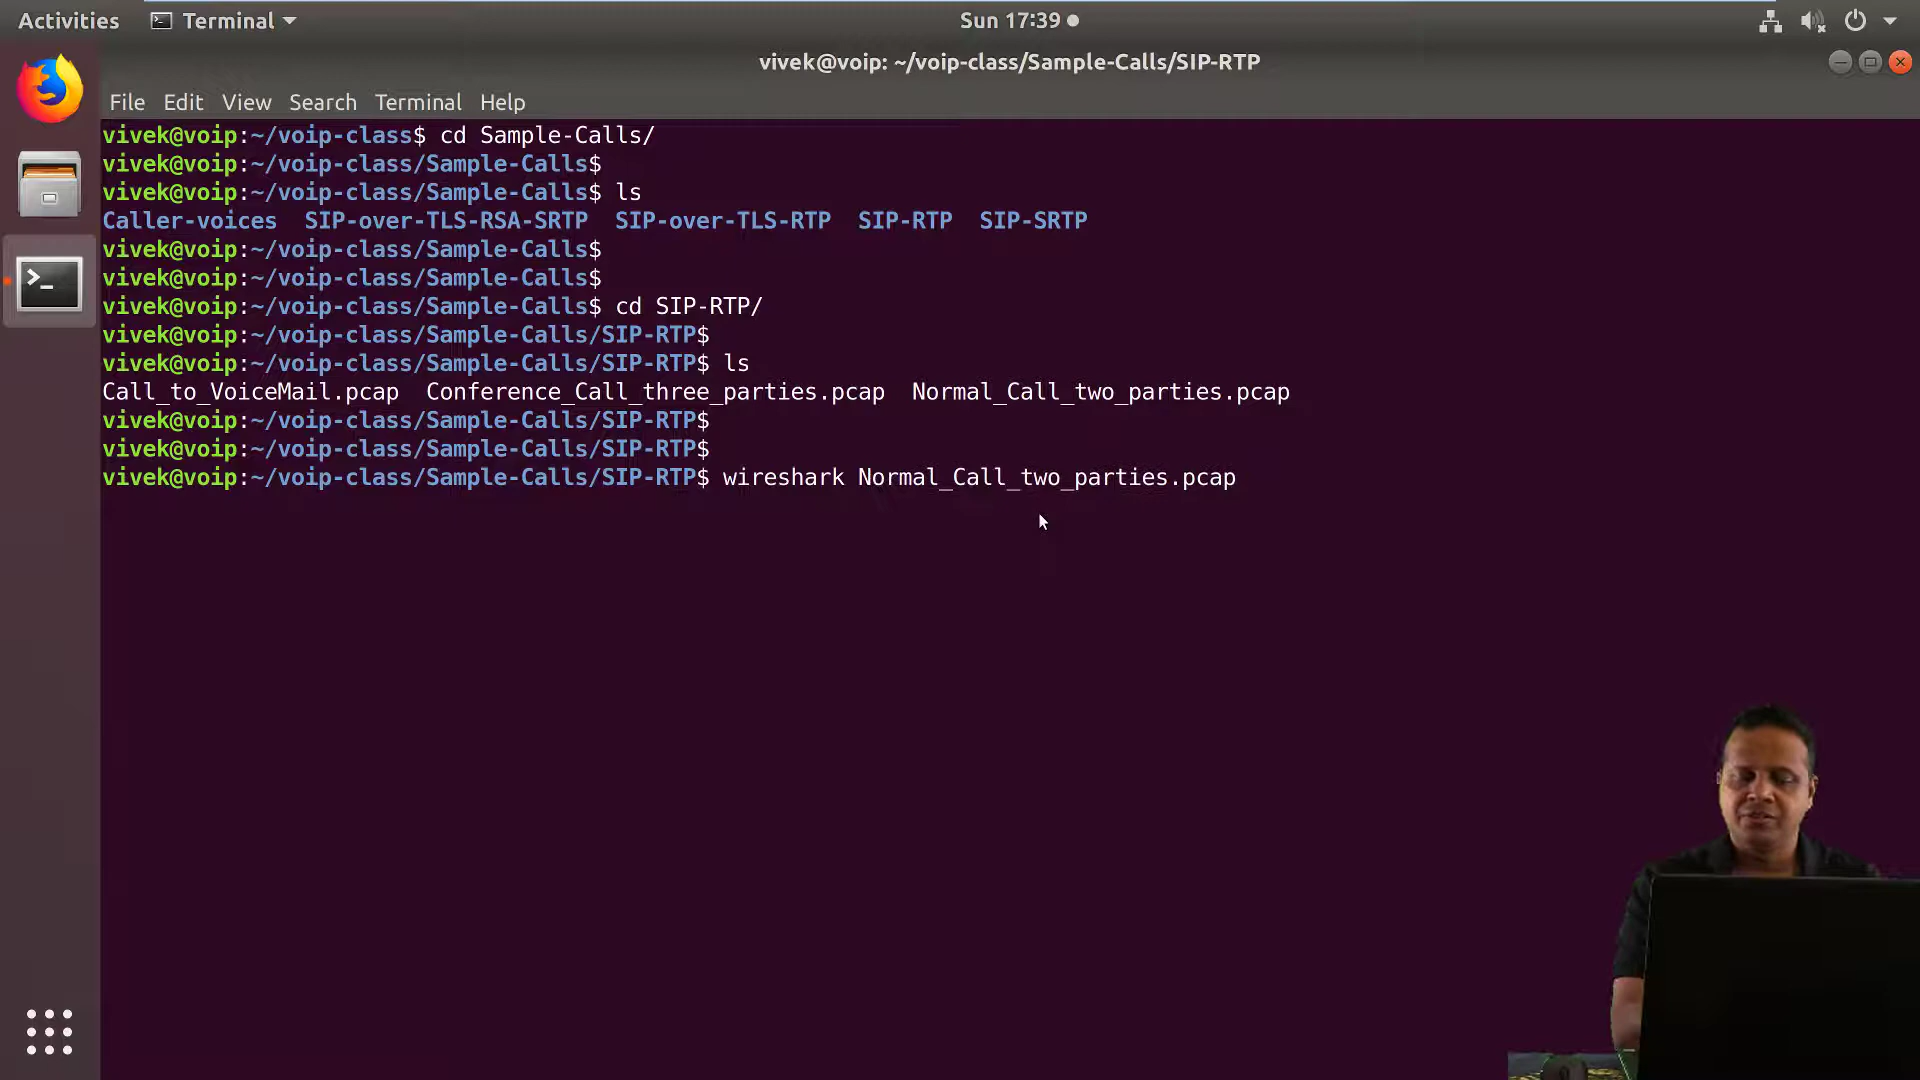 Activities Terminal Sun 17:39
vivek@voip: ~/voip-class/Sample-Calls/SIP-RTP
File Edit View Search Terminal Help
vivek@voip:~/voip-class$ cd Sample-Calls/
vivek@voip:~/voip-class/Sample-Calls$
vivek@voip:~/voip-class/Sample-Calls$ ls
Caller-voices SIP-over-TLS-RSA-SRTP SIP-over-TLS-RTP SIP-RTP SIP-SRTP
vivek@voip:~/voip-class/Sample-Calls$
vivek@voip:~/voip-class/Sample-Calls$
vivek@voip:~/voip-class/Sample-Calls$ cd SIP-RTP/
vivek@voip:~/voip-class/Sample-Calls/SIP-RTP$
vivek@voip:~/voip-class/Sample-Calls/SIP-RTP$ ls
Call_to_VoiceMail.pcap Conference_Call_three_parties.pcap Normal_Call_two_parties.pcap
vivek@voip:~/voip-class/Sample-Calls/SIP-RTP$
vivek@voip:~/voip-class/Sample-Calls/SIP-RTP$
vivek@voip:~/voip-class/Sample-Calls/SIP-RTP$ wireshark Normal_Call_two_parties.pcap